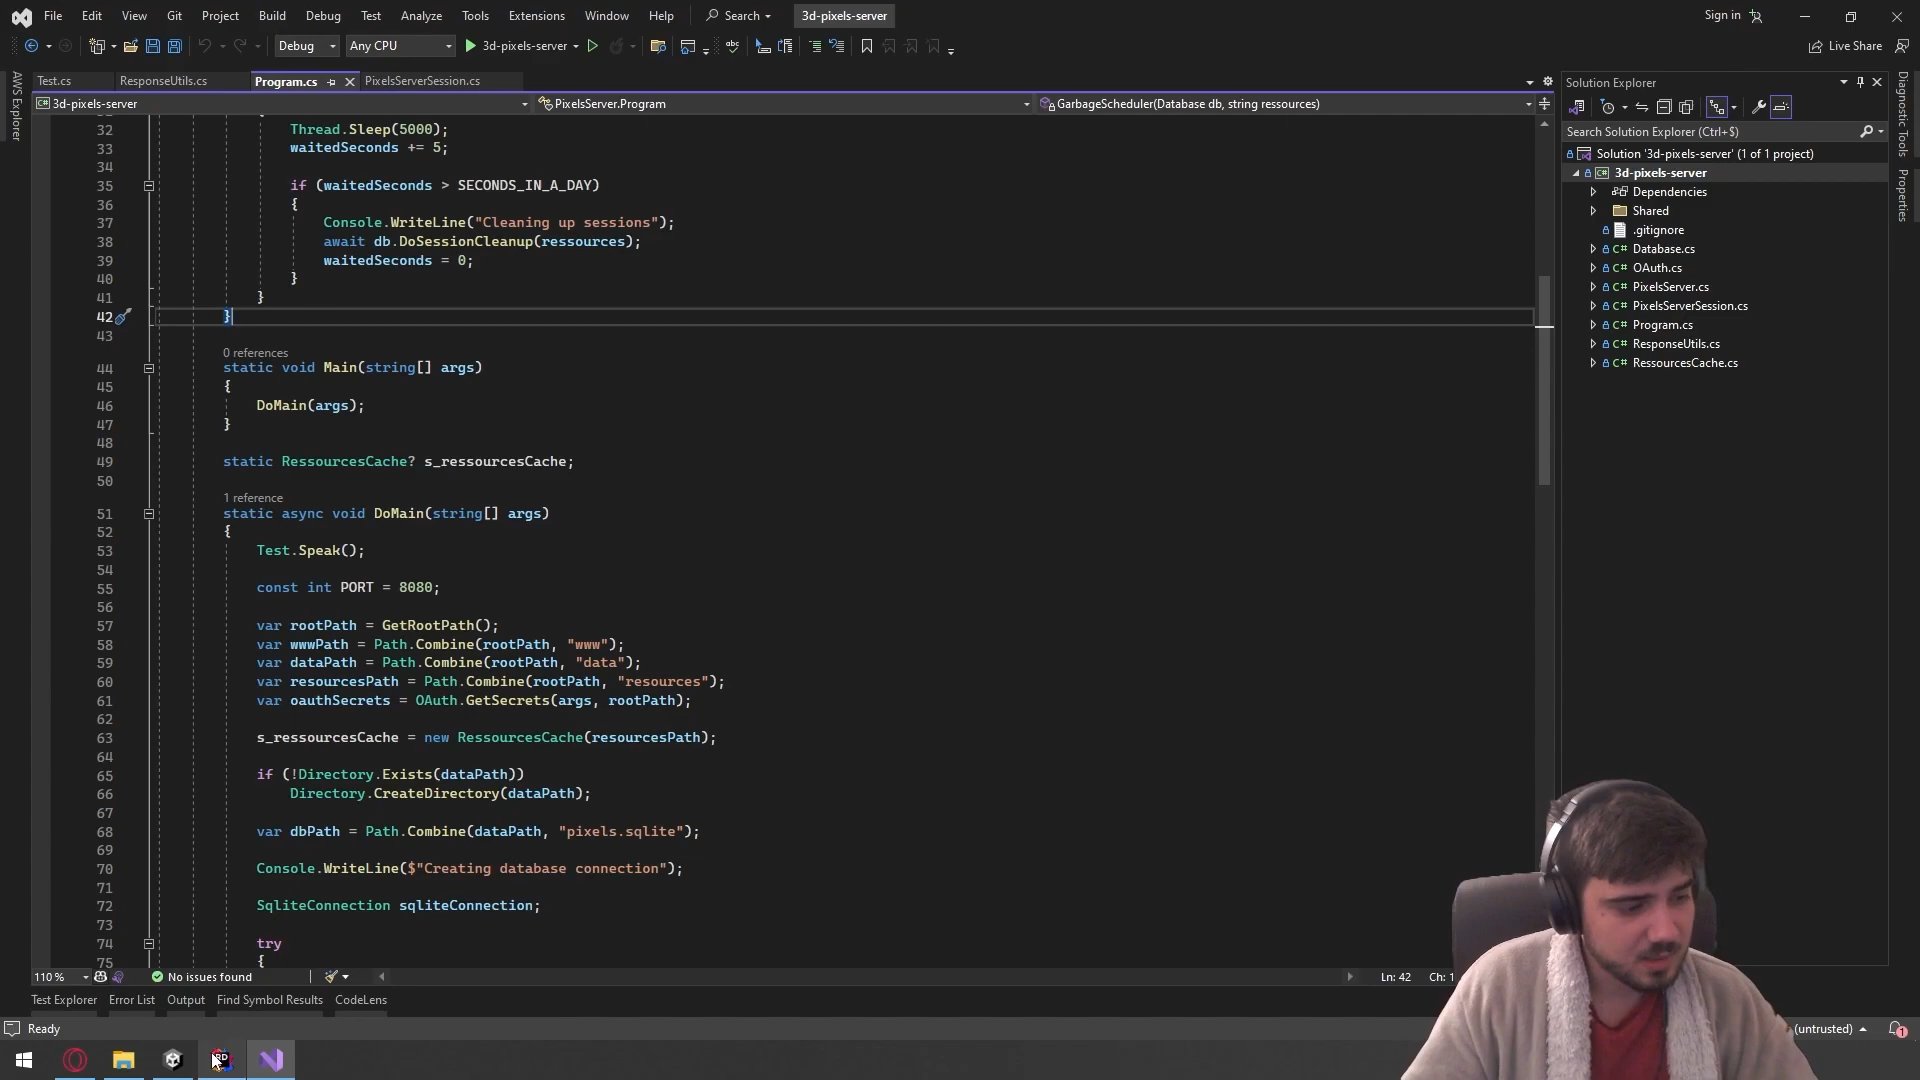 File Edit View Git Project Build Debug Test Analyze Tools Extensions Window Help Search 3d-pixels-server Sign in
Debug Any CPU 3d-pixels-server Live Share
Test.cs ResponseUtils.cs Program.cs PixelsServerSession.cs
3d-pixels-server PixelsServer.Program GarbageScheduler(Database db, string ressources)
AWS Explorer
32 Thread.Sleep(5000);
33 waitedSeconds += 5;
34
35 if (waitedSeconds > SECONDS_IN_A_DAY)
36 {
37 Console.WriteLine("Cleaning up sessions");
38 await db.DoSessionCleanup(ressources);
39 waitedSeconds = 0;
40 }
41 }
42 }
43
0 references
44 static void Main(string[] args)
45 {
46 DoMain(args);
47 }
48
49 static RessourcesCache? s_ressourcesCache;
50
1 reference
51 static async void DoMain(string[] args)
52 {
53 Test.Speak();
54
55 const int PORT = 8080;
56
57 var rootPath = GetRootPath();
58 var wwwPath = Path.Combine(rootPath, "www");
59 var dataPath = Path.Combine(rootPath, "data");
60 var resourcesPath = Path.Combine(rootPath, "resources");
61 var oauthSecrets = OAuth.GetSecrets(args, rootPath);
62
63 s_ressourcesCache = new RessourcesCache(resourcesPath);
64
65 if (!Directory.Exists(dataPath))
66 Directory.CreateDirectory(dataPath);
67
68 var dbPath = Path.Combine(dataPath, "pixels.sqlite");
69
70 Console.WriteLine($"Creating database connection");
71
72 SqliteConnection sqliteConnection;
73
74 try
75 {
110 % No issues found Ln: 42 Ch: 1
Test Explorer Error List Output Find Symbol Results CodeLens
Ready (untrusted) 1
Solution Explorer
Search Solution Explorer (Ctrl+$)
Solution '3d-pixels-server' (1 of 1 project)
3d-pixels-server
Dependencies
Shared
.gitignore
C# Database.cs
C# OAuth.cs
C# PixelsServer.cs
C# PixelsServerSession.cs
C# Program.cs
C# ResponseUtils.cs
C# RessourcesCache.cs
Diagnostic Tools
Properties